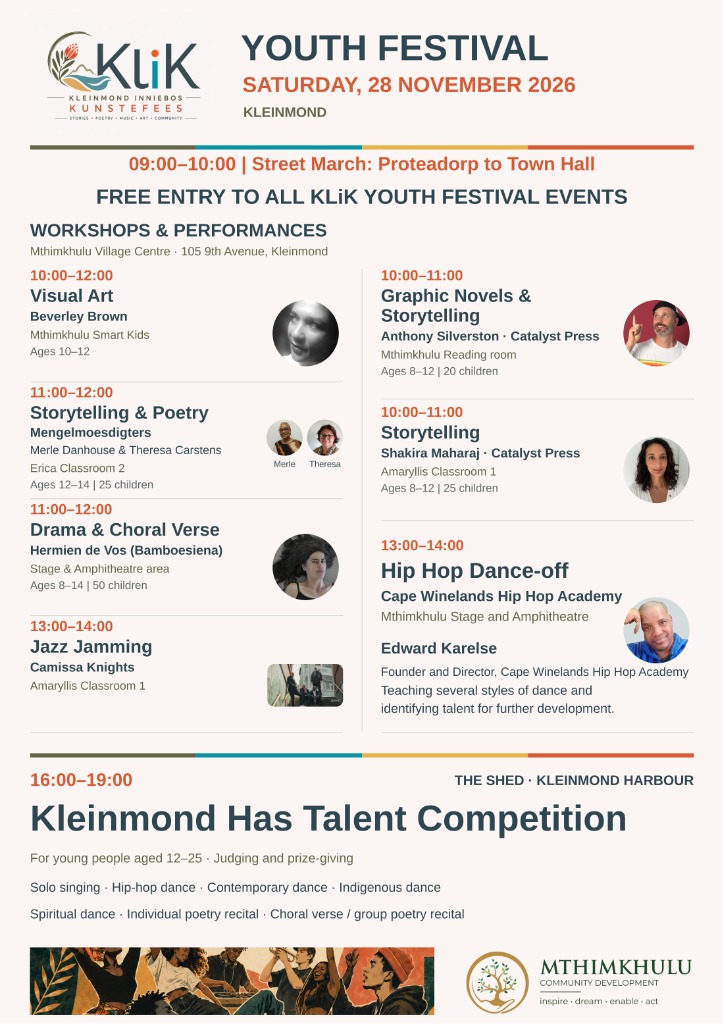 KLiK
KLEINMOND INNIEBOS
KUNSTEFEES
STORIES • POETRY • MUSIC • ART • COMMUNITY
YOUTH FESTIVAL
SATURDAY, 28 NOVEMBER 2026
KLEINMOND
09:00–10:00 | Street March: Proteadorp to Town Hall
FREE ENTRY TO ALL KLiK YOUTH FESTIVAL EVENTS
WORKSHOPS & PERFORMANCES
Mthimkhulu Village Centre · 105 9th Avenue, Kleinmond
10:00–12:00
Visual Art
Beverley Brown
Mthimkhulu Smart Kids
Ages 10–12
11:00–12:00
Storytelling & Poetry
Mengelmoesdigters
Merle Danhouse & Theresa Carstens
Erica Classroom 2
Ages 12–14 | 25 children
Merle Theresa
11:00–12:00
Drama & Choral Verse
Hermien de Vos (Bamboesiena)
Stage & Amphitheatre area
Ages 8–14 | 50 children
13:00–14:00
Jazz Jamming
Camissa Knights
Amaryllis Classroom 1
10:00–11:00
Graphic Novels &
Storytelling
Anthony Silverston · Catalyst Press
Mthimkhulu Reading room
Ages 8–12 | 20 children
10:00–11:00
Storytelling
Shakira Maharaj · Catalyst Press
Amaryllis Classroom 1
Ages 8–12 | 25 children
13:00–14:00
Hip Hop Dance-off
Cape Winelands Hip Hop Academy
Mthimkhulu Stage and Amphitheatre
Edward Karelse
Founder and Director, Cape Winelands Hip Hop Academy
Teaching several styles of dance and
identifying talent for further development.
16:00–19:00
THE SHED · KLEINMOND HARBOUR
Kleinmond Has Talent Competition
For young people aged 12–25 · Judging and prize-giving
Solo singing · Hip-hop dance · Contemporary dance · Indigenous dance
Spiritual dance · Individual poetry recital · Choral verse / group poetry recital
MTHIMKHULU
COMMUNITY DEVELOPMENT
inspire • dream • enable • act